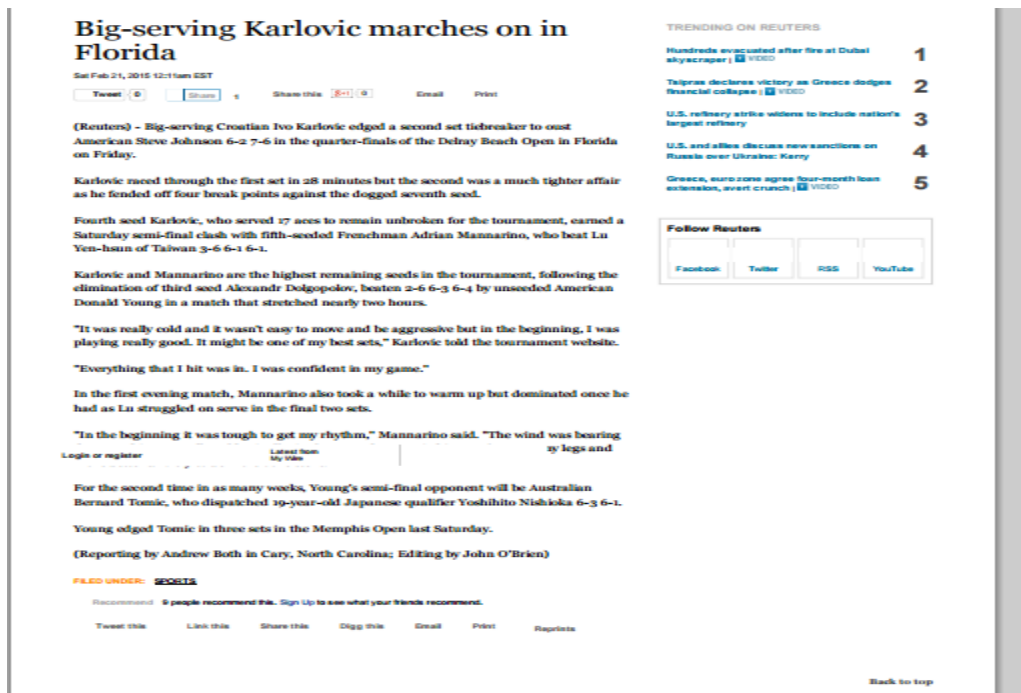 Big-serving Karlovic marches on in
Florida
Sat Feb 21, 2015 12:11am EST
Tweet 0 Share 1 Share this +1 0 Email Print
(Reuters) - Big-serving Croatian Ivo Karlovic edged a second set tiebreaker to oust
American Steve Johnson 6-2 7-6 in the quarter-finals of the Delray Beach Open in Florida
on Friday.
Karlovic raced through the first set in 28 minutes but the second was a much tighter affair
as he fended off four break points against the dogged seventh seed.
Fourth seed Karlovic, who served 17 aces to remain unbroken for the tournament, earned a
Saturday semi-final clash with fifth-seeded Frenchman Adrian Mannarino, who beat Lu
Yen-hsun of Taiwan 3-6 6-1 6-1.
Karlovic and Mannarino are the highest remaining seeds in the tournament, following the
elimination of third seed Alexandr Dolgopolov, beaten 2-6 6-3 6-4 by unseeded American
Donald Young in a match that stretched nearly two hours.
"It was really cold and it wasn't easy to move and be aggressive but in the beginning, I was
playing really good. It might be one of my best sets," Karlovic told the tournament website.
"Everything that I hit was in. I was confident in my game."
In the first evening match, Mannarino also took a while to warm up but dominated once he
had as Lu struggled on serve in the final two sets.
"In the beginning it was tough to get my rhythm," Mannarino said. "The wind was bearing
legs and
Login or register Latest from
My Wire
For the second time in as many weeks, Young's semi-final opponent will be Australian
Bernard Tomic, who dispatched 19-year-old Japanese qualifier Yoshihito Nishioka 6-3 6-1.
Young edged Tomic in three sets in the Memphis Open last Saturday.
(Reporting by Andrew Both in Cary, North Carolina; Editing by John O'Brien)
FILED UNDER: SPORTS
Recommend 9 people recommend this. Sign Up to see what your friends recommend.
Tweet this Link this Share this Digg this Email Print Reprints
TRENDING ON REUTERS
Hundreds evacuated after fire at Dubai
skyscraper | VIDEO 1
Tsipras declares victory as Greece dodges
financial collapse | VIDEO 2
U.S. refinery strike widens to include nation's
largest refinery 3
U.S. and allies discuss new sanctions on
Russia over Ukraine: Kerry 4
Greece, euro zone agree four-month loan
extension, avert crunch | VIDEO 5
Follow Reuters
Facebook Twitter RSS YouTube
Back to top